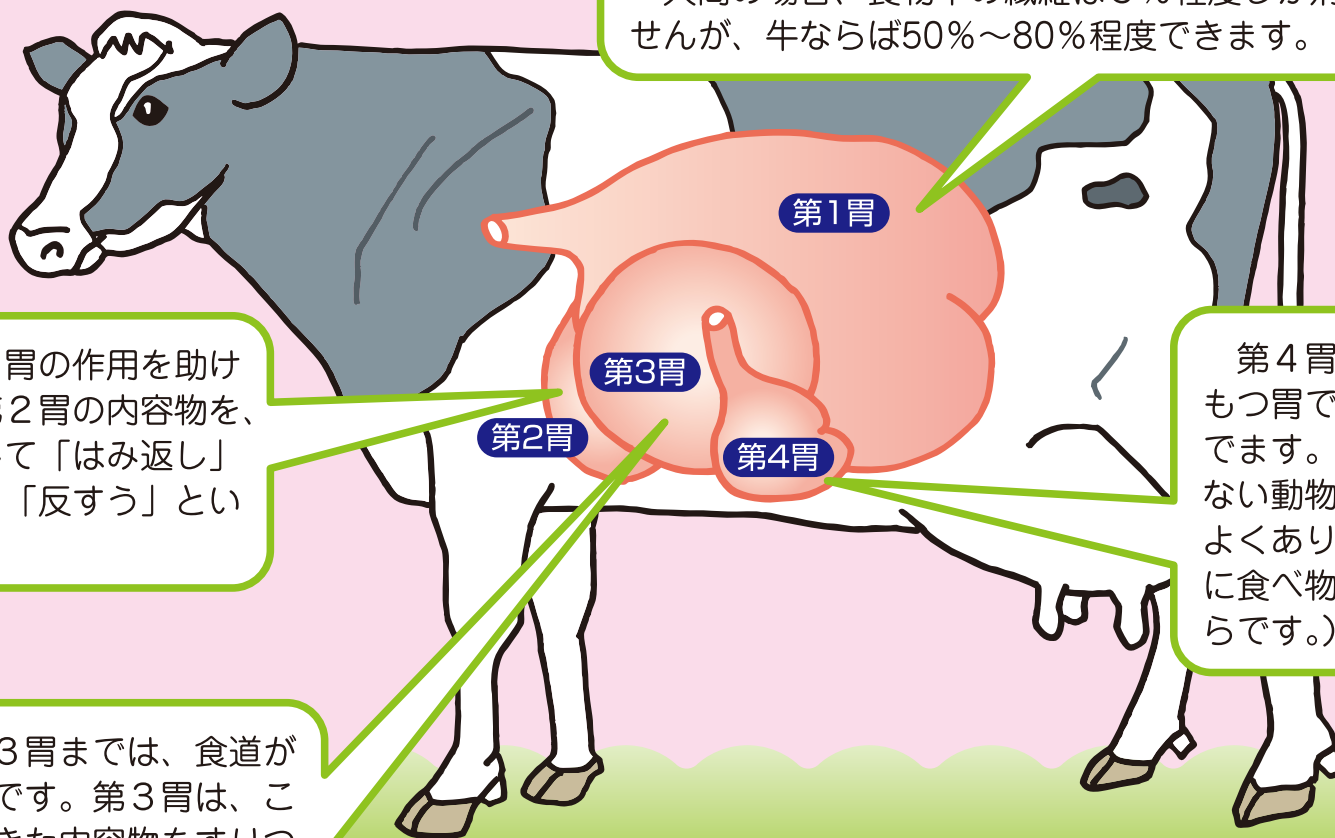 せんが、牛ならば50％〜80％程度できます。
第1胃
第3胃
第2胃
第4胃
胃の作用を助け
第２胃の内容物を、
て「はみ返し」
「反すう」とい
第４胃
もつ胃で
でます。
ない動物
よくあり
に食べ物
らです。）
３胃までは、食道が
です。第３胃は、こ